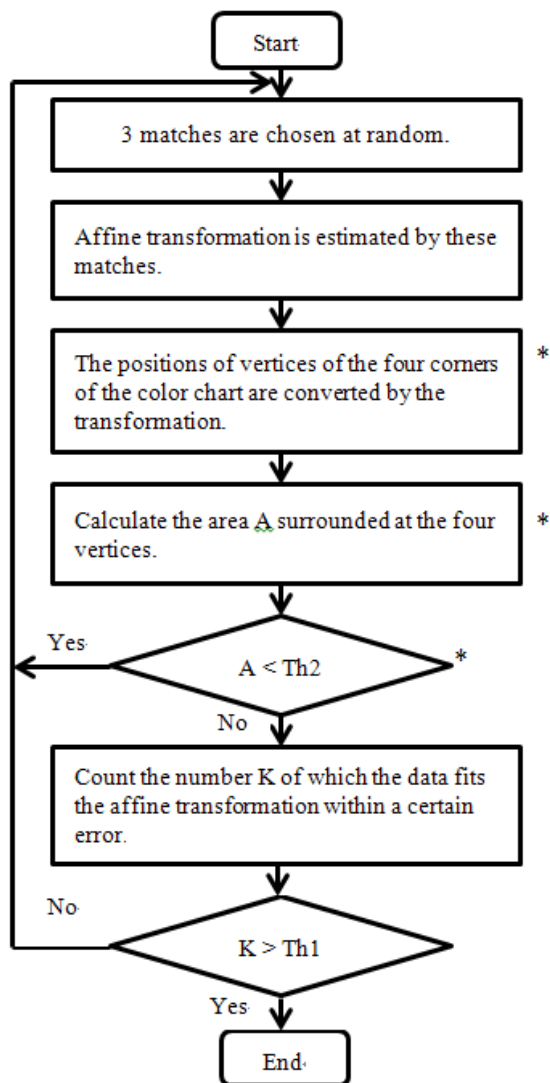 Start
3 matches are chosen at random.
Affine transformation is estimated by these
matches.
The positions of vertices of the four corners
of the color chart are converted by the
transformation.
*
Calculate the area A surrounded at the four
vertices.
*
Yes
A < Th2
*
No
Count the number K of which the data fits
the affine transformation within a certain
error.
No
K > Th1
Yes
End